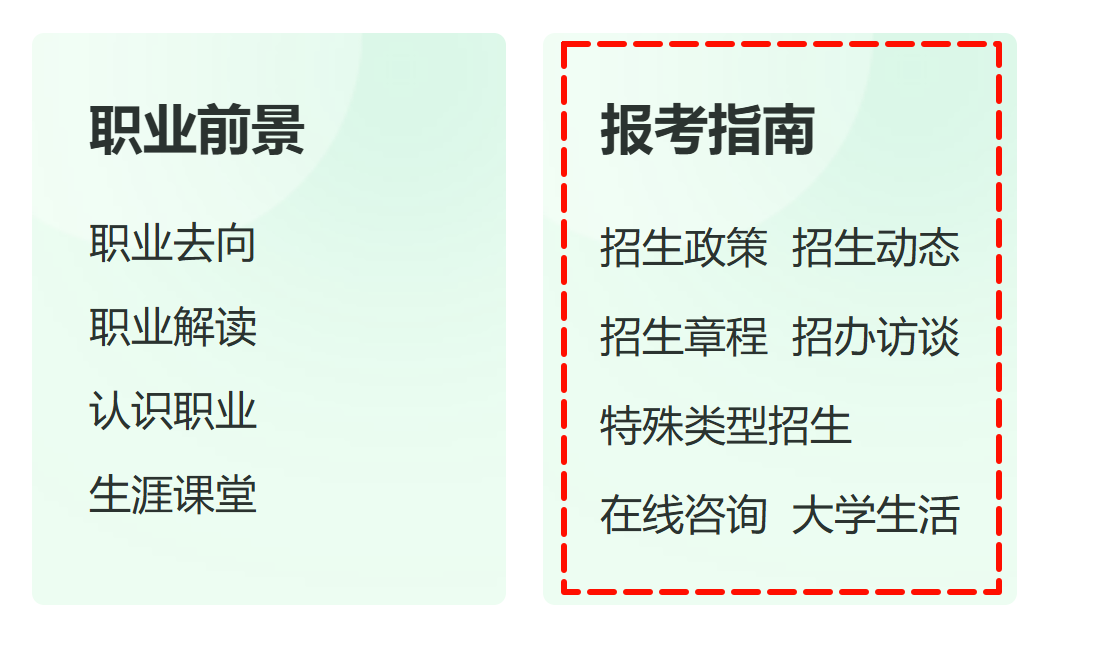 职业前景
职业去向
职业解读
认识职业
生涯课堂
报考指南
招生政策 招生动态
招生章程 招办访谈
特殊类型招生
在线咨询 大学生活